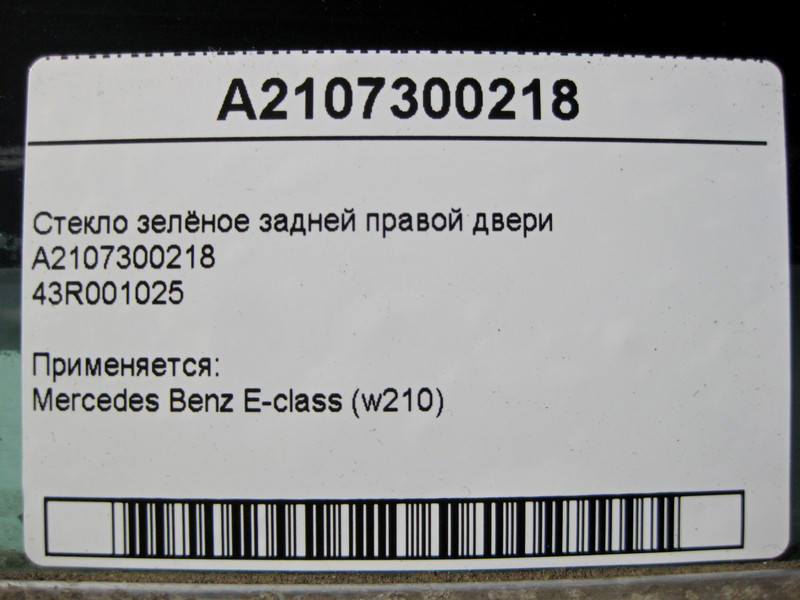 A2107300218
Стекло зелёное задней правой двери
A2107300218
43R001025
Применяется:
Mercedes Benz E-class (w210)